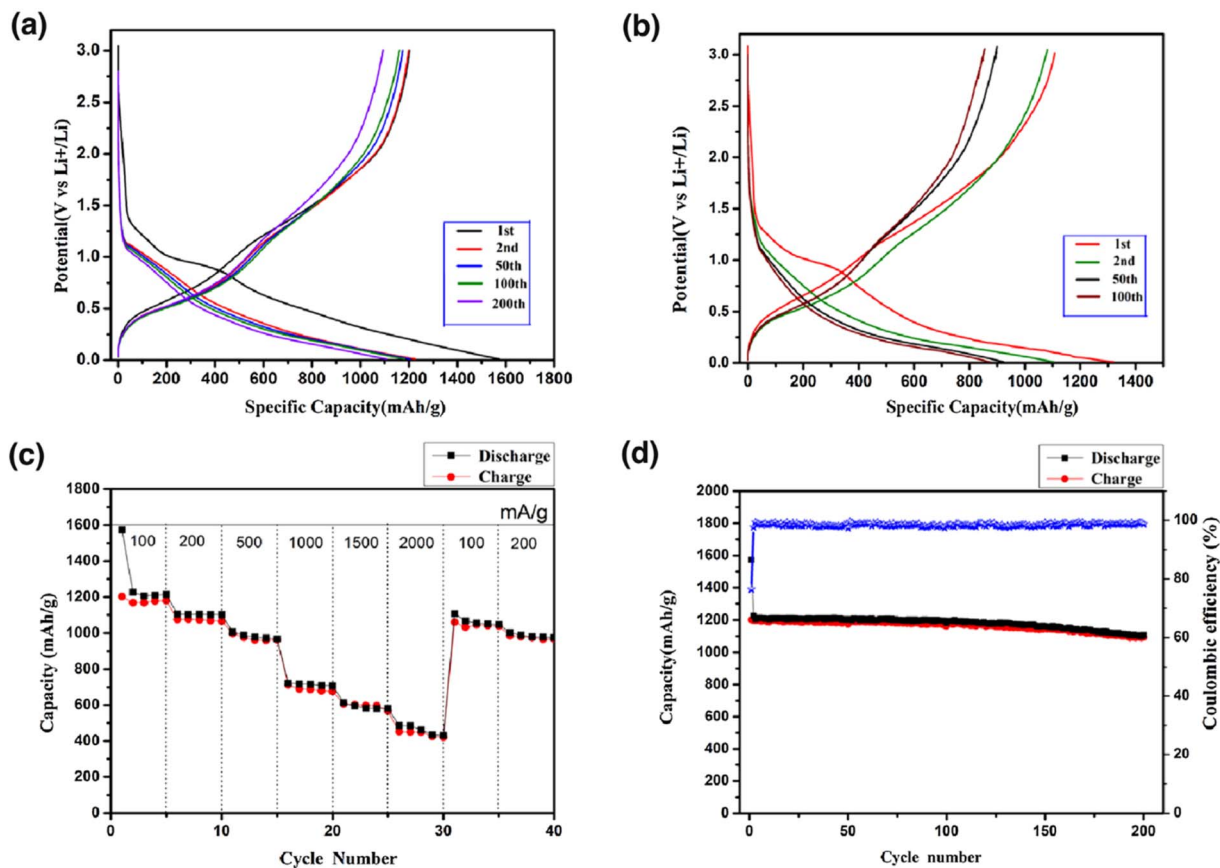 (a)
3.0
2.5
2.0
1.5
1.0
0.5
0.0
Potential(V vs Li+/Li)
1st
2nd
50th
100th
200th
0 200 400 600 800 1000 1200 1400 1600 1800
Specific Capacity(mAh/g)
(b)
3.0
2.5
2.0
1.5
1.0
0.5
0.0
Potential(V vs Li+/Li)
1st
2nd
50th
100th
0 200 400 600 800 1000 1200 1400
Specific Capacity(mAh/g)
(c)
Discharge
Charge
1800
1600
1400
1200
1000
800
600
400
200
0
Capacity (mAh/g)
mA/g
100 200 500 1000 1500 2000 100 200
0 10 20 30 40
Cycle Number
(d)
Discharge
Charge
2000
1800
1600
1400
1200
1000
800
600
400
200
0
Capacity(mAh/g)
100
80
60
40
20
0
Coulombic efficiency (%)
0 50 100 150 200
Cycle number